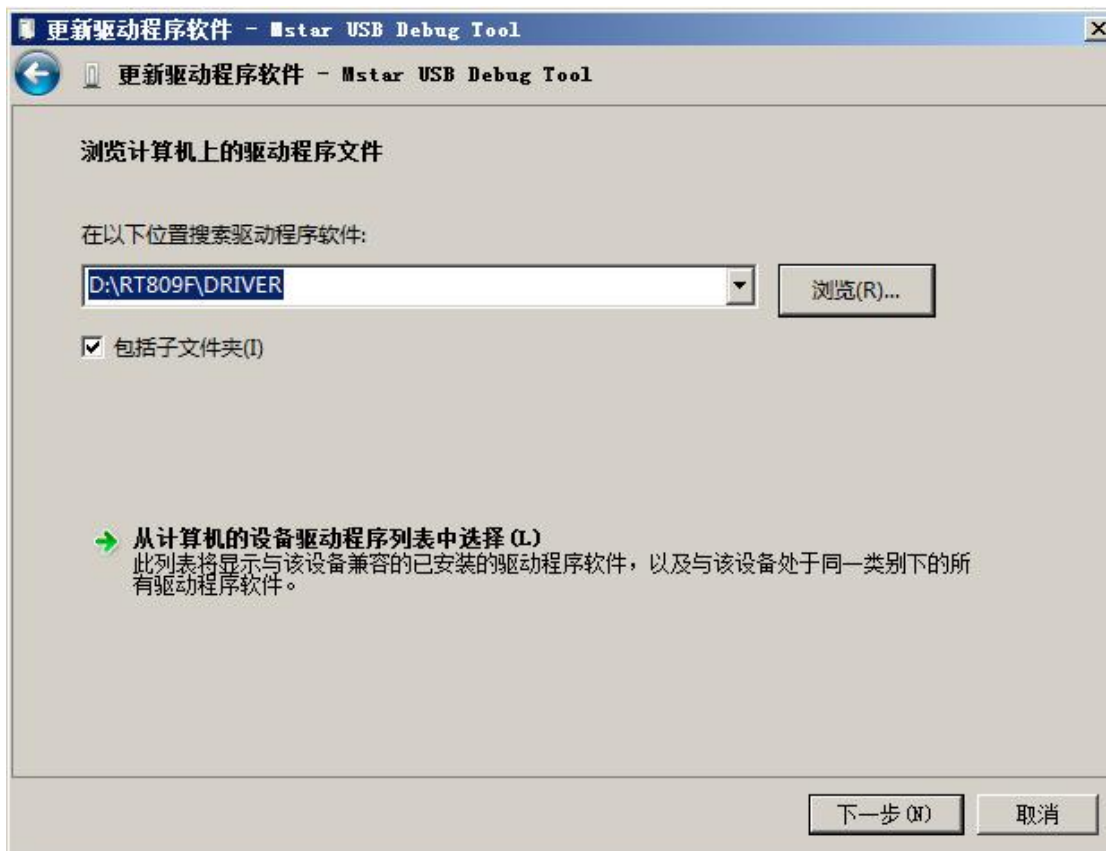 更新驱动程序软件 - Mstar USB Debug Tool
更新驱动程序软件 - Mstar USB Debug Tool
浏览计算机上的驱动程序文件
在以下位置搜索驱动程序软件:
D:\RT809F\DRIVER
浏览(R)...
包括子文件夹(I)
从计算机的设备驱动程序列表中选择(L)
此列表将显示与该设备兼容的已安装的驱动程序软件，以及与该设备处于同一类别下的所
有驱动程序软件。
下一步(N)
取消